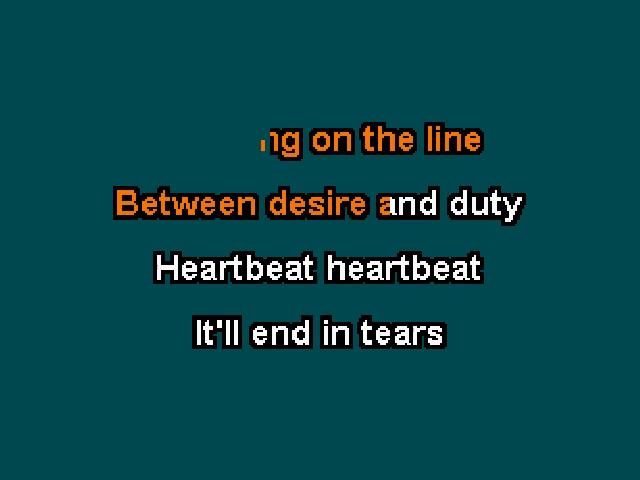 ng on the line
Between desire and duty
Heartbeat heartbeat
It'll end in tears